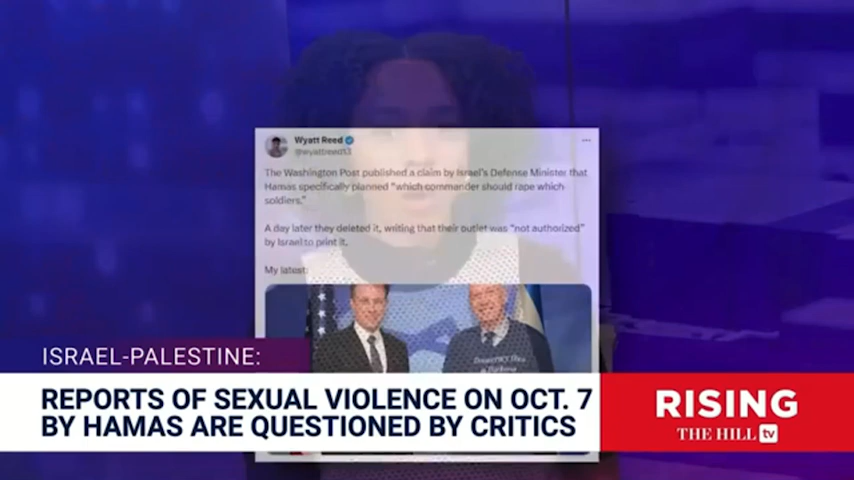 Wyatt Reed
@wyattreed13
The Washington Post published a claim by Israel's Defense Minister that
Hamas specifically planned "which commander should rape which
soldiers."
A day later they deleted it, writing that their outlet was "not authorized"
by Israel to print it.
My latest:
ISRAEL-PALESTINE:
REPORTS OF SEXUAL VIOLENCE ON OCT. 7
BY HAMAS ARE QUESTIONED BY CRITICS
RISING
THE HILL tv